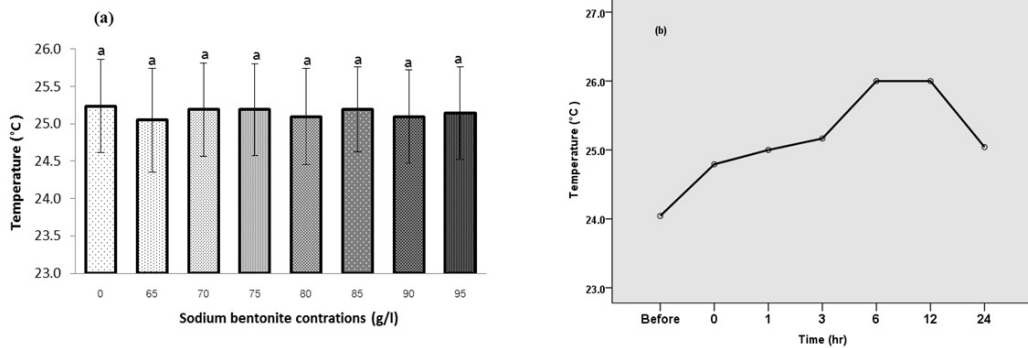 (a)
26.0
25.5
25.0
24.5
24.0
23.5
23.0
Temperature (°C)
a a a a a a a a
0 65 70 75 80 85 90 95
Sodium bentonite contrations (g/l)
(b)
27.0
26.0
25.0
24.0
23.0
Temperature (°C)
Before 0 1 3 6 12 24
Time (hr)